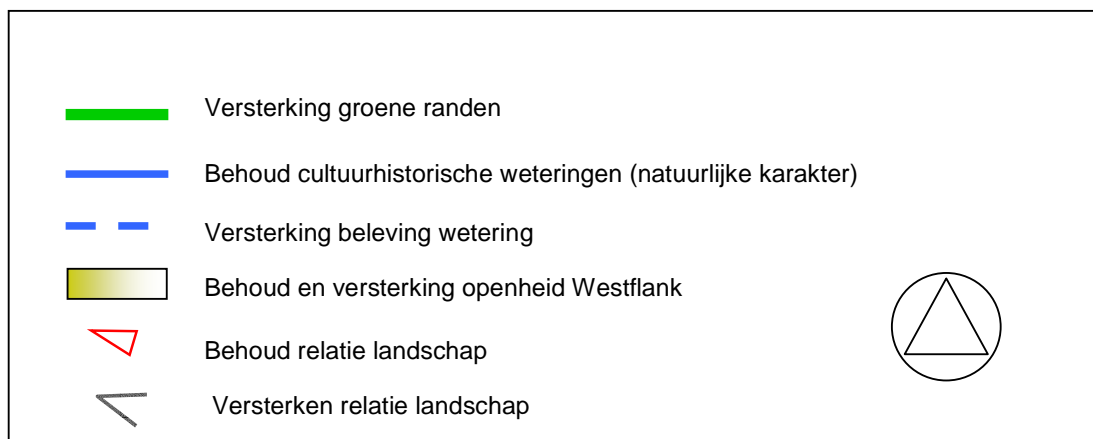 Versterking groene randen
Behoud cultuurhistorische weteringen (natuurlijke karakter)
Versterking beleving wetering
Behoud en versterking openheid Westflank
Behoud relatie landschap
Versterken relatie landschap